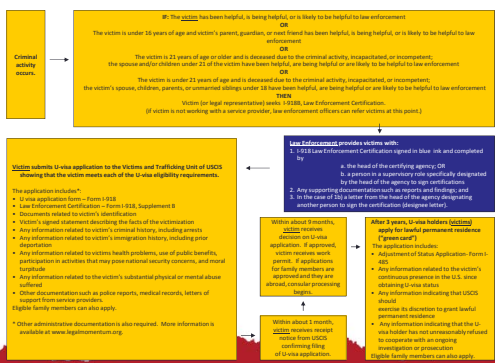 Criminal
activity
occurs.
IF: The victim has been helpful, is being helpful, or is likely to be helpful to law enforcement
OR
The victim is under 16 years of age and victim's parent, guardian, or next friend has been helpful, is being helpful, or is likely to be helpful to law
enforcement
OR
The victim is 21 years of age or older and is deceased due to the criminal activity, incapacitated, or incompetent;
the spouse and/or children under 21 of the victim have been helpful, are being helpful or are likely to be helpful to law enforcement
OR
The victim is under 21 years of age and is deceased due to the criminal activity, incapacitated, or incompetent;
the victim's spouse, children, parents, or unmarried siblings under 18 have been helpful, are being helpful or are likely to be helpful to law enforcement
THEN
Victim (or legal representative) seeks I-918B, Law Enforcement Certification.
(If victim is not working with a service provider, law enforcement officers can refer victims at this point.)
Law Enforcement provides victims with:
1. I-918 Law Enforcement Certification signed in blue ink and completed
by
a. the head of the certifying agency; OR
b. a person in a supervisory role specifically designated
by the head of the agency to sign certifications
2. Any supporting documentation such as reports and findings; and
3. In the case of 1b) a letter from the head of the agency designating
another person to sign the certification (designee letter).
Victim submits U-visa application to the Victims and Trafficking Unit of USCIS
showing that the victim meets each of the U-visa eligibility requirements.
The application includes*:
• U visa application form – Form I-918
• Law Enforcement Certification – Form I-918, Supplement B
• Documents related to victim's identification
• Victim's signed statement describing the facts of the victimization
• Any information related to victim's criminal history, including arrests
• Any information related to victim's immigration history, including prior
deportation
• Any information related to victims health problems, use of public benefits,
participation in activities that may pose national security concerns, and moral
turpitude
• Any information related to the victim's substantial physical or mental abuse
suffered
• Other documentation such as police reports, medical records, letters of
support from service providers.
Eligible family members can also apply.
* Other administrative documentation is also required. More information is
available at www.legalmomentum.org.
Within about 1 month,
victim receives receipt
notice from USCIS
confirming filing
of U-visa application.
Within about 9 months,
victim receives
decision on U-visa
application. If approved,
victim receives work
permit. If applications
for family members are
approved and they are
abroad, consular processing
begins.
After 3 years, U-visa holders (victims)
apply for lawful permanent residence
("green card")
The application includes:
• Adjustment of Status Application- Form I-
485
• Any information related to the victim's
continuous presence in the U.S. since
obtaining U-visa status
• Any information indicating that USCIS
should
exercise its discretion to grant lawful
permanent residence
• Any information indicating that the U-
visa holder has not unreasonably refused
to cooperate with an ongoing
investigation or prosecution
Eligible family members can also apply.